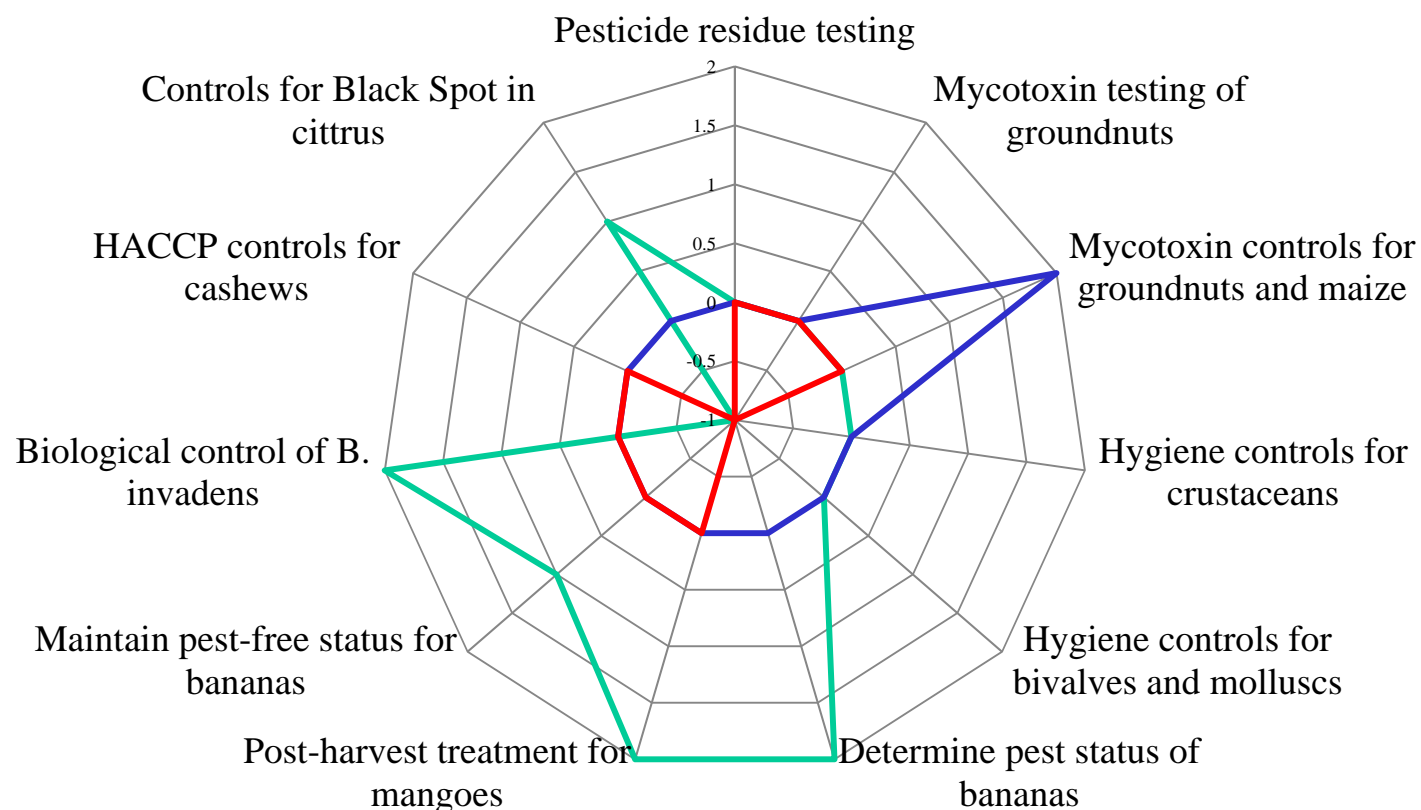 Pesticide residue testing
Controls for Black Spot in
cittrus
Mycotoxin testing of
groundnuts
HACCP controls for
cashews
Mycotoxin controls for
groundnuts and maize
Biological control of B.
invadens
Hygiene controls for
crustaceans
Maintain pest-free status for
bananas
Hygiene controls for
bivalves and molluscs
Post-harvest treatment for
mangoes
Determine pest status of
bananas
2
1.5
1
0.5
0
-0.5
-1